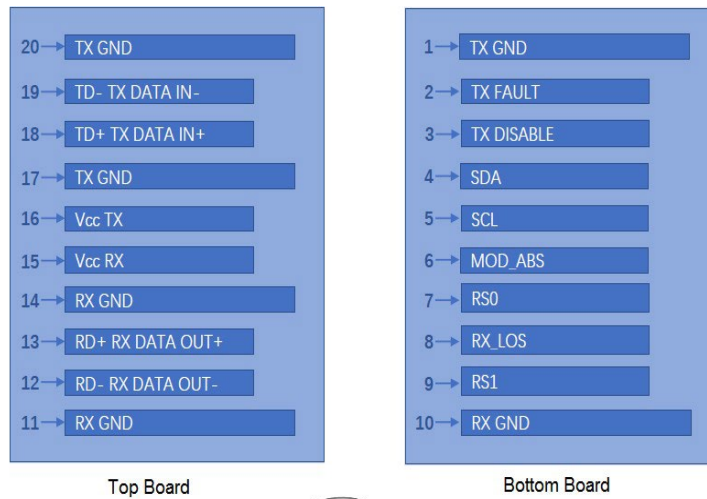 20 TX GND
19 TD- TX DATA IN-
18 TD+ TX DATA IN+
17 TX GND
16 Vcc TX
15 Vcc RX
14 RX GND
13 RD+ RX DATA OUT+
12 RD- RX DATA OUT-
11 RX GND
Top Board
1 TX GND
2 TX FAULT
3 TX DISABLE
4 SDA
5 SCL
6 MOD_ABS
7 RS0
8 RX_LOS
9 RS1
10 RX GND
Bottom Board